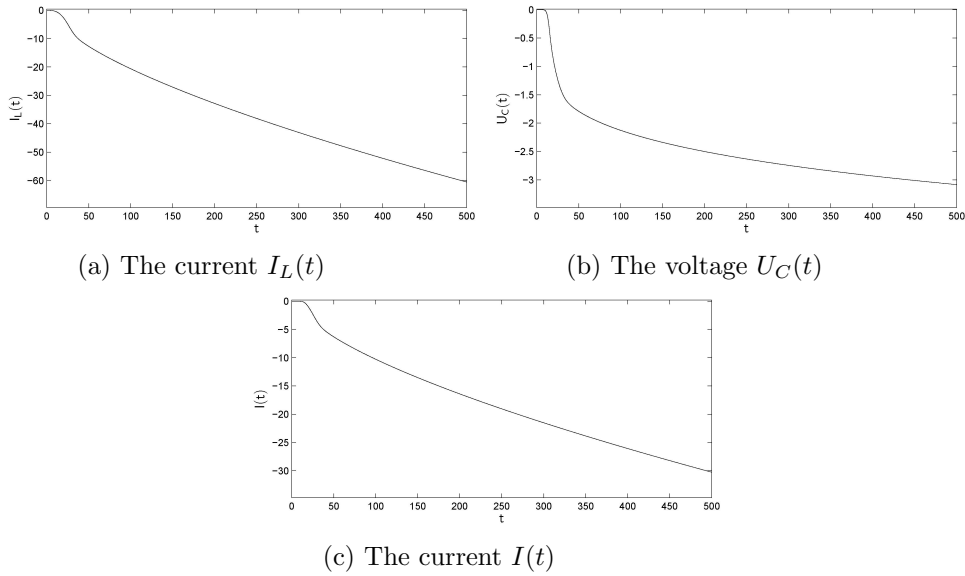 0
−10
−20
−30
−40
−50
−60
I_L(t)
0 50 100 150 200 250 300 350 400 450 500
t
(a) The current I_L(t)
0
−0.5
−1
−1.5
−2
−2.5
−3
U_C(t)
0 50 100 150 200 250 300 350 400 450 500
t
(b) The voltage U_C(t)
0
−5
−10
−15
−20
−25
−30
I(t)
0 50 100 150 200 250 300 350 400 450 500
t
(c) The current I(t)